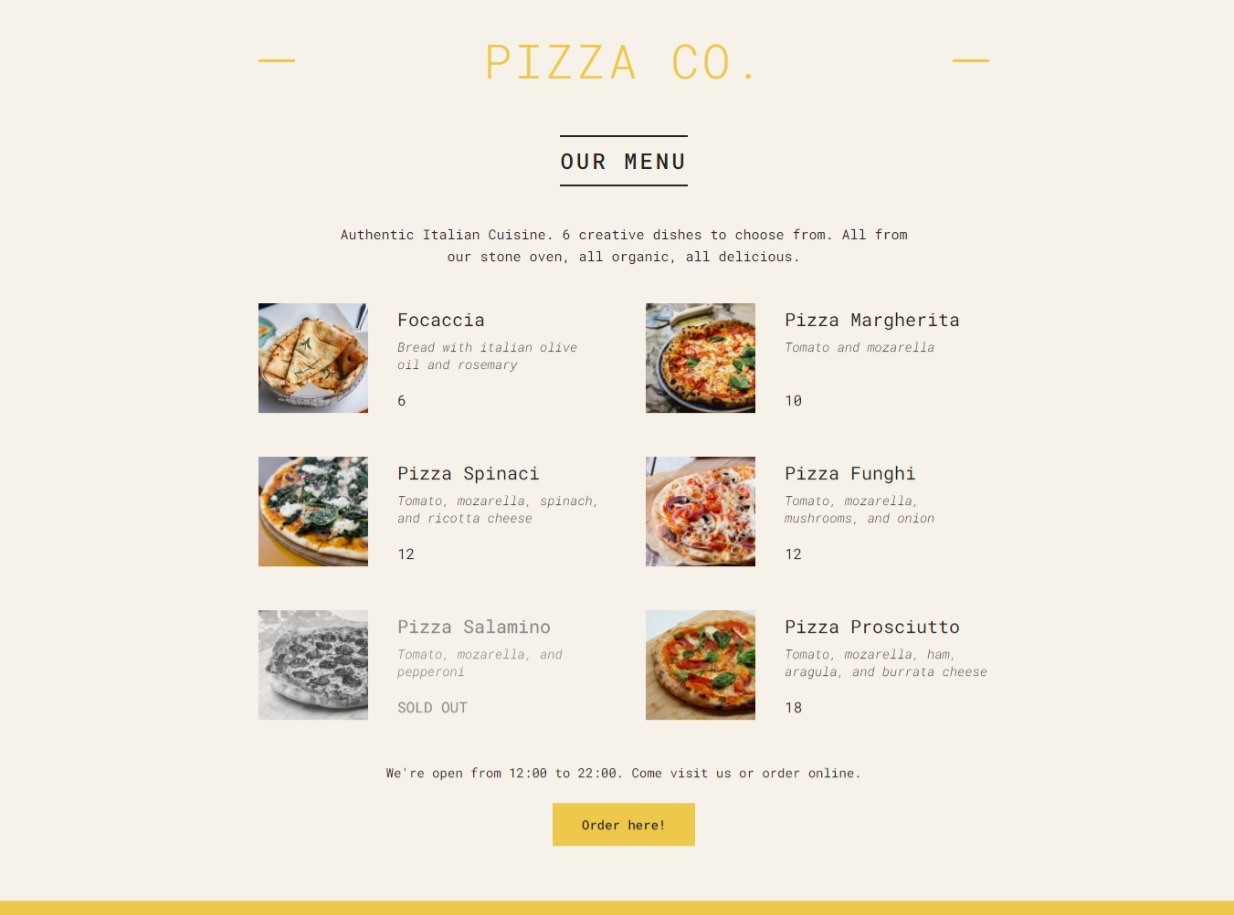 PIZZA CO.
OUR MENU
Authentic Italian Cuisine. 6 creative dishes to choose from. All from
our stone oven, all organic, all delicious.
Focaccia
Bread with italian olive
oil and rosemary
6
Pizza Margherita
Tomato and mozarella
10
Pizza Spinaci
Tomato, mozarella, spinach,
and ricotta cheese
12
Pizza Funghi
Tomato, mozarella,
mushrooms, and onion
12
Pizza Salamino
Tomato, mozarella, and
pepperoni
SOLD OUT
Pizza Prosciutto
Tomato, mozarella, ham,
aragula, and burrata cheese
18
We're open from 12:00 to 22:00. Come visit us or order online.
Order here!